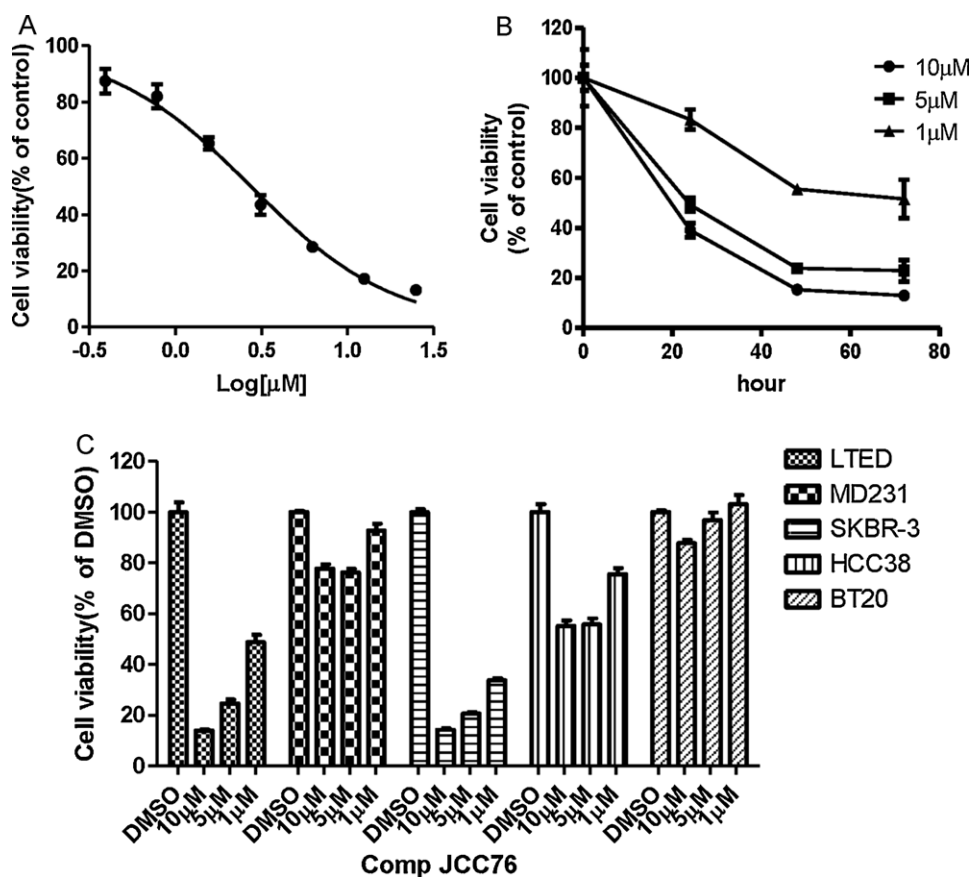 A
Cell viability(% of control)
100
80
60
40
20
0
-0.5
0.0
0.5
1.0
1.5
Log[μM]
B
Cell viability
(% of control)
120
100
80
60
40
20
0
0
20
40
60
80
hour
10μM
5μM
1μM
C
Cell viability(% of DMSO)
120
100
80
60
40
20
0
DMSO
10μM
5μM
1μM
DMSO
10μM
5μM
1μM
DMSO
10μM
5μM
1μM
DMSO
10μM
5μM
1μM
DMSO
10μM
5μM
1μM
Comp JCC76
LTED
MD231
SKBR-3
HCC38
BT20